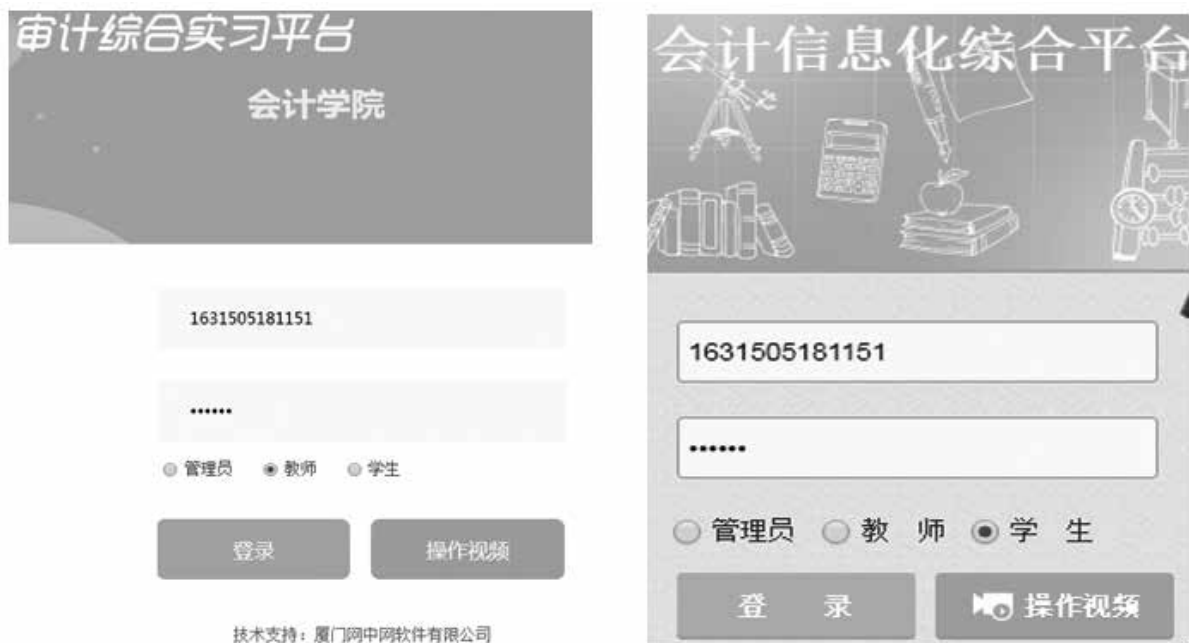 审计综合实习平台
会计学院
1631505181151
••••••
管理员 教师 学生
登录 操作视频
技术支持：厦门网中网软件有限公司
会计信息化综合平台
1631505181151
••••••
管理员 教 师 学 生
登 录 操作视频